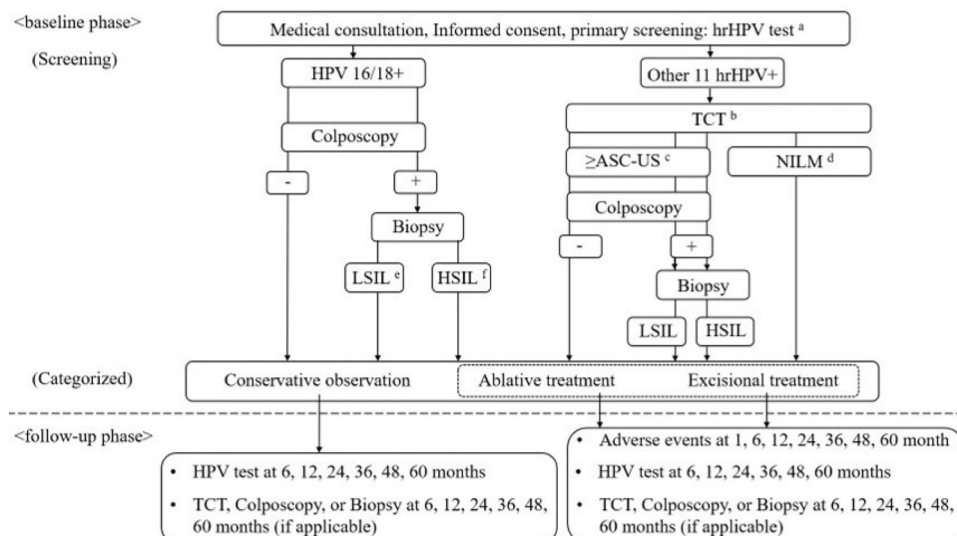 <baseline phase>
Medical consultation, Informed consent, primary screening: hrHPV test a
(Screening)
HPV 16/18+
Other 11 hrHPV+
TCT b
Colposcopy
≥ASC-US c
NILM d
-
+
Colposcopy
Biopsy
-
+
LSIL e
HSIL f
Biopsy
LSIL
HSIL
(Categorized)
Conservative observation
Ablative treatment
Excisional treatment
<follow-up phase>
• HPV test at 6, 12, 24, 36, 48, 60 months
• TCT, Colposcopy, or Biopsy at 6, 12, 24, 36, 48,
60 months (if applicable)
• Adverse events at 1, 6, 12, 24, 36, 48, 60 month
• HPV test at 6, 12, 24, 36, 48, 60 months
• TCT, Colposcopy, or Biopsy at 6, 12, 24, 36, 48,
60 months (if applicable)